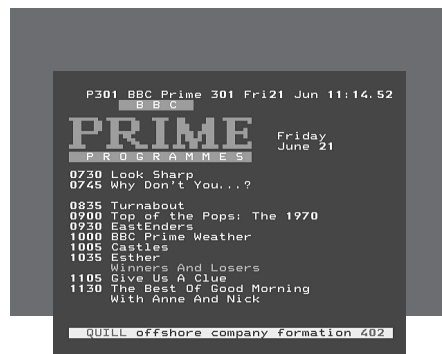 P301 BBC Prime 301 Fri21 Jun 11:14.52
BBC
PRIME
PROGRAMMES
Friday
June 21
0730 Look Sharp
0745 Why Don't You...?
0835 Turnabout
0900 Top of the Pops: The 1970
0930 EastEnders
1000 BBC Prime Weather
1005 Castles
1035 Esther
Winners And Losers
1105 Give Us A Clue
1130 The Best Of Good Morning
With Anne And Nick
QUILL offshore company formation 402